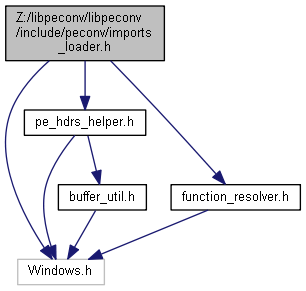 Z:/libpeconv/libpeconv
/include/peconv/imports
_loader.h
pe_hdrs_helper.h
buffer_util.h
function_resolver.h
Windows.h